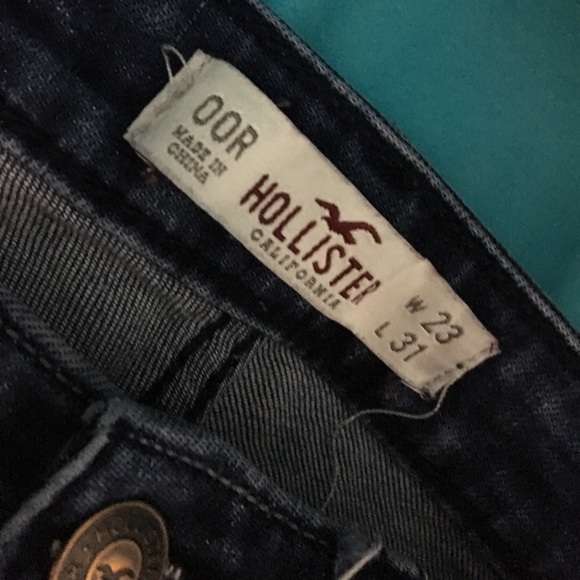 00R
MADE IN
CHINA
HOLLISTER
CALIFORNIA
W 23
L 31